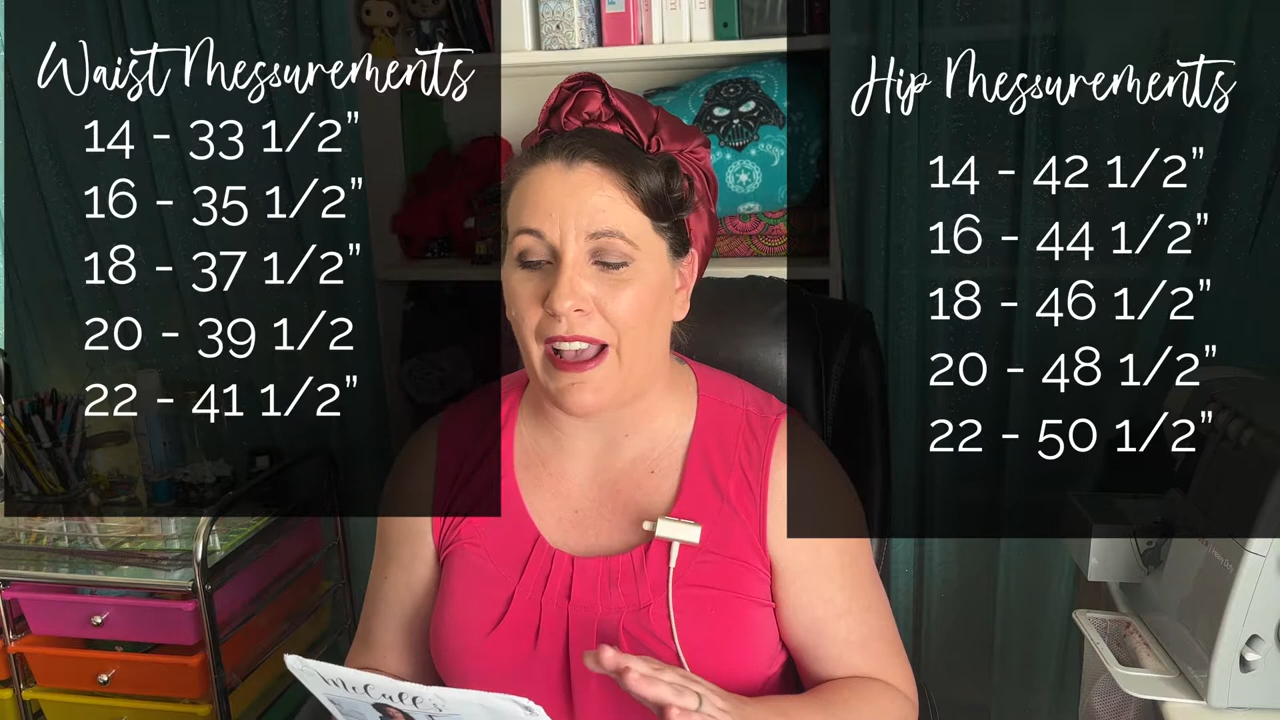 Waist Messurements
14 - 33 1/2"
16 - 35 1/2"
18 - 37 1/2"
20 - 39 1/2
22 - 41 1/2"
Hip Messurements
14 - 42 1/2"
16 - 44 1/2"
18 - 46 1/2"
20 - 48 1/2"
22 - 50 1/2"
McCall's